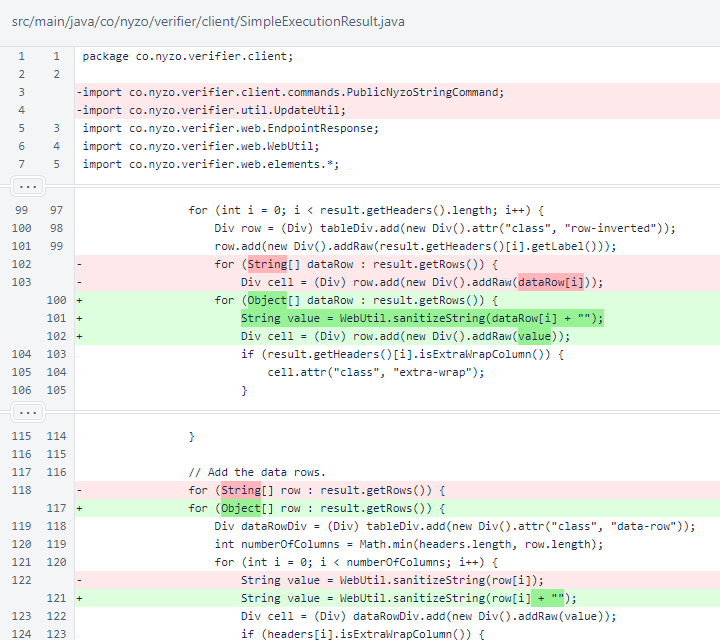 src/main/java/co/nyzo/verifier/client/SimpleExecutionResult.java
1 1 package co.nyzo.verifier.client;
2 2
3 -import co.nyzo.verifier.client.commands.PublicNyzoStringCommand;
4 -import co.nyzo.verifier.util.UpdateUtil;
5 3 import co.nyzo.verifier.web.EndpointResponse;
6 4 import co.nyzo.verifier.web.WebUtil;
7 5 import co.nyzo.verifier.web.elements.*;
...
99 97 for (int i = 0; i < result.getHeaders().length; i++) {
100 98 Div row = (Div) tableDiv.add(new Div().attr("class", "row-inverted"));
101 99 row.add(new Div().addRaw(result.getHeaders()[i].getLabel()));
102 - for (String[] dataRow : result.getRows()) {
103 - Div cell = (Div) row.add(new Div().addRaw(dataRow[i]));
100 + for (Object[] dataRow : result.getRows()) {
101 + String value = WebUtil.sanitizeString(dataRow[i] + "");
102 + Div cell = (Div) row.add(new Div().addRaw(value));
104 103 if (result.getHeaders()[i].isExtraWrapColumn()) {
105 104 cell.attr("class", "extra-wrap");
106 105 }
...
115 114 }
116 115
117 116 // Add the data rows.
118 - for (String[] row : result.getRows()) {
117 + for (Object[] row : result.getRows()) {
119 118 Div dataRowDiv = (Div) tableDiv.add(new Div().attr("class", "data-row"));
120 119 int numberOfColumns = Math.min(headers.length, row.length);
121 120 for (int i = 0; i < numberOfColumns; i++) {
122 - String value = WebUtil.sanitizeString(row[i]);
121 + String value = WebUtil.sanitizeString(row[i] + "");
123 122 Div cell = (Div) dataRowDiv.add(new Div().addRaw(value));
124 123 if (headers[i].isExtraWrapColumn()) {